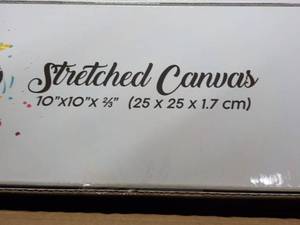 Stretched Canvas
10"x10"x ⅔" (25 x 25 x 1.7 cm)